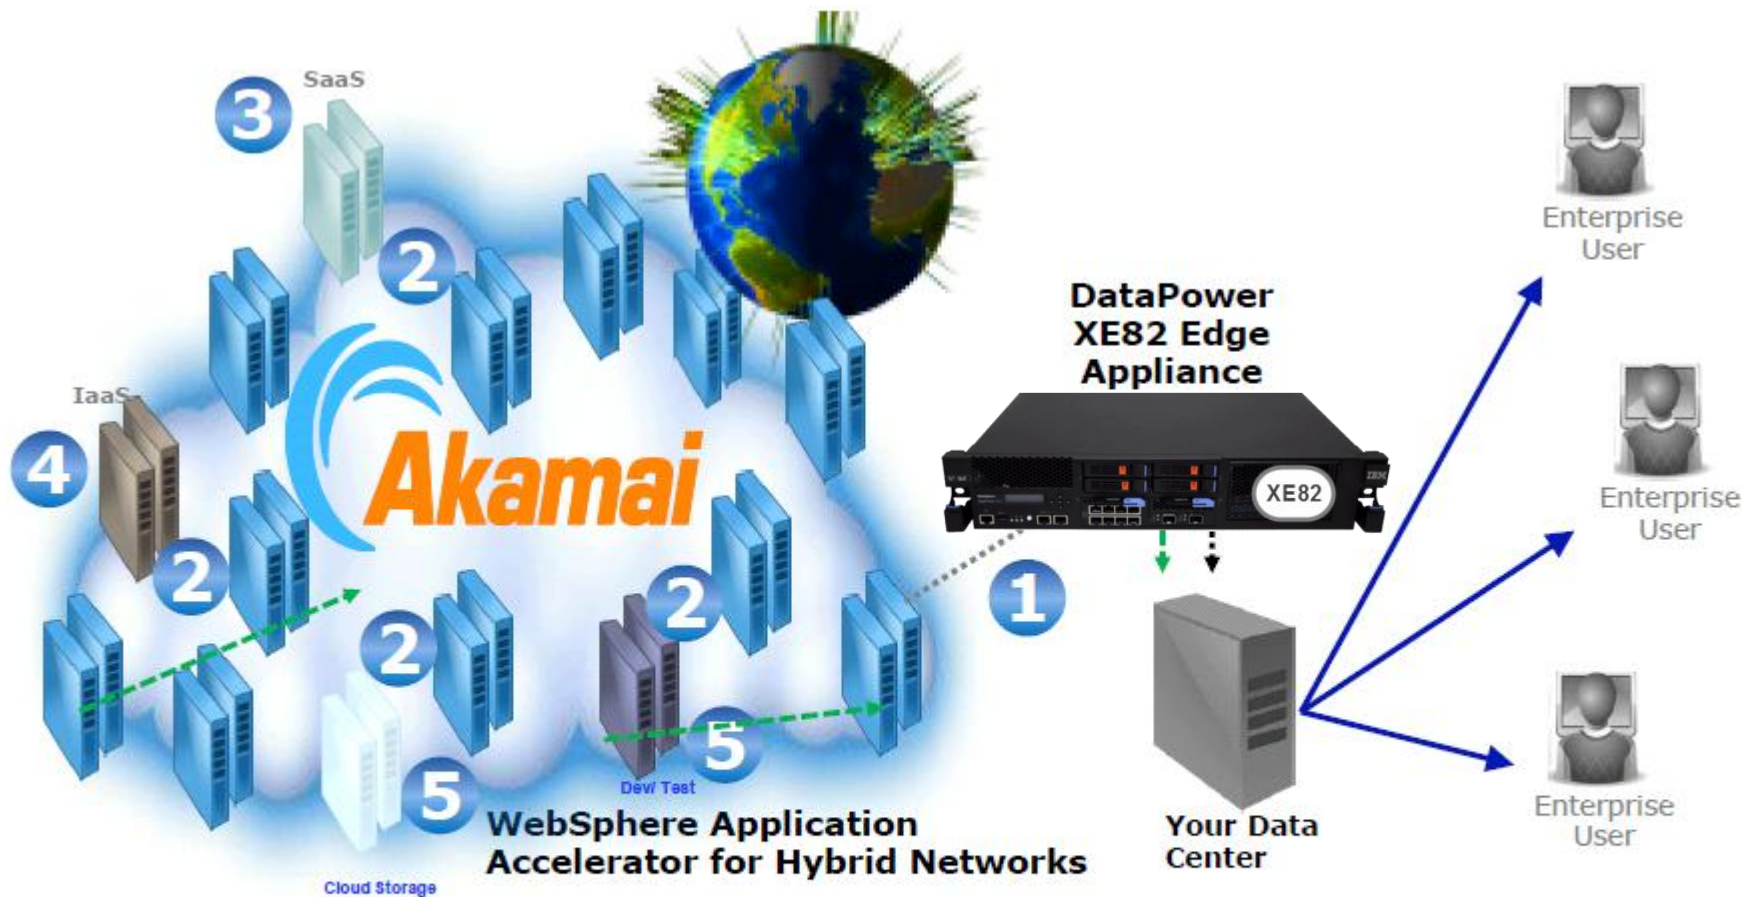 SaaS
3
2
Enterprise
User
DataPower
XE82 Edge
Appliance
IaaS
4
Akamai
XE82
IBM
Enterprise
User
2
2
1
2
5
5
Dev/ Test
WebSphere Application
Accelerator for Hybrid Networks
Your Data
Center
Enterprise
User
Cloud Storage